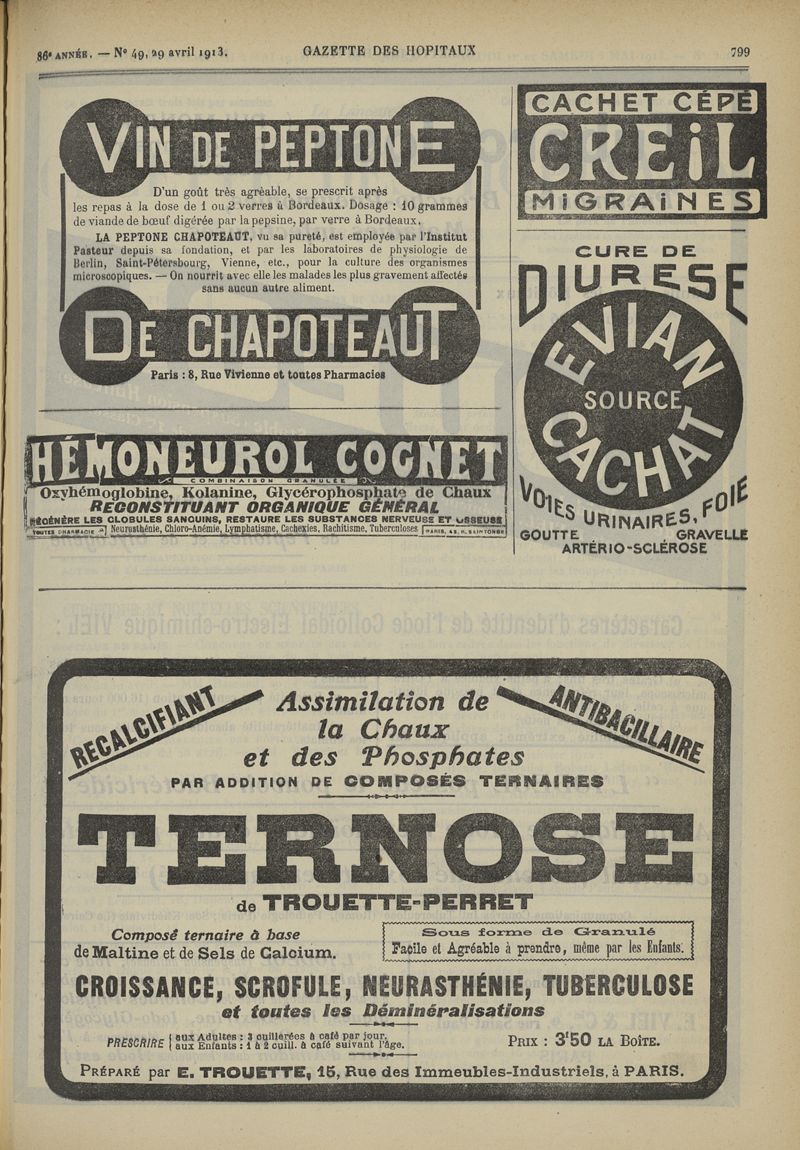 86e ANNÉE. — No 49, 29 avril 1913.
GAZETTE DES HOPITAUX
799
VIN DE PEPTONE
D'un goût très agréable, se prescrit après
les repas à la dose de 1 ou 2 verres à Bordeaux. Dosage : 10 grammes
de viande de bœuf digérée par la pepsine, par verre à Bordeaux.
LA PEPTONE CHAPOTEAUT, vu sa pureté, est employée par l'Institut
Pasteur depuis sa fondation, et par les laboratoires de physiologie de
Berlin, Saint-Pétersbourg, Vienne, etc., pour la culture des organismes
microscopiques. — On nourrit avec elle les malades les plus gravement affectés
sans aucun autre aliment.
DE CHAPOTEAUT
Paris : 8, Rue Vivienne et toutes Pharmacies
HÉMONEUROL COGNET
COMBINAISON GRANULÉE
Oxyhémoglobine, Kolanine, Glycérophosphate de Chaux
RECONSTITUANT ORGANIQUE GÉNÉRAL
RÉGÉNÈRE LES GLOBULES SANGUINS, RESTAURE LES SUBSTANCES NERVEUSE ET OSSEUSE
TOUTES PHARMACIE
Neurasthénie, Chloro-Anémie, Lymphatisme, Cachexies, Rachitisme, Tuberculoses
PARIS, 43, R. SAINTONGE
CACHET CÉPÉ
CREiL
MiGRAiNES
CURE DE
DIURESE
EVIAN
SOURCE
CACHAT
VOIES URINAIRES, FOIE
GOUTTE GRAVELLE
ARTÉRIO-SCLÉROSE
RECALCIFIANT
Assimilation de
la Chaux
et des Phosphates
ANTIBACILLAIRE
PAR ADDITION DE COMPOSÉS TERNAIRES
TERNOSE
de TROUETTE-PERRET
Composé ternaire à base
de Maltine et de Sels de Calcium.
Sous forme de Granulé
Façile et Agréable à prendre, même par les Enfants.
CROISSANCE, SCROFULE, NEURASTHÉNIE, TUBERCULOSE
et toutes les Déminéralisations
PRESCRIRE
aux Adultes : 3 cuillerées à café par jour.
aux Enfants : 1 à 2 cuill. à café suivant l'âge.
PRIX : 3f50 LA BOÎTE.
PRÉPARÉ par E. TROUETTE, 15, Rue des Immeubles-Industriels, à PARIS.